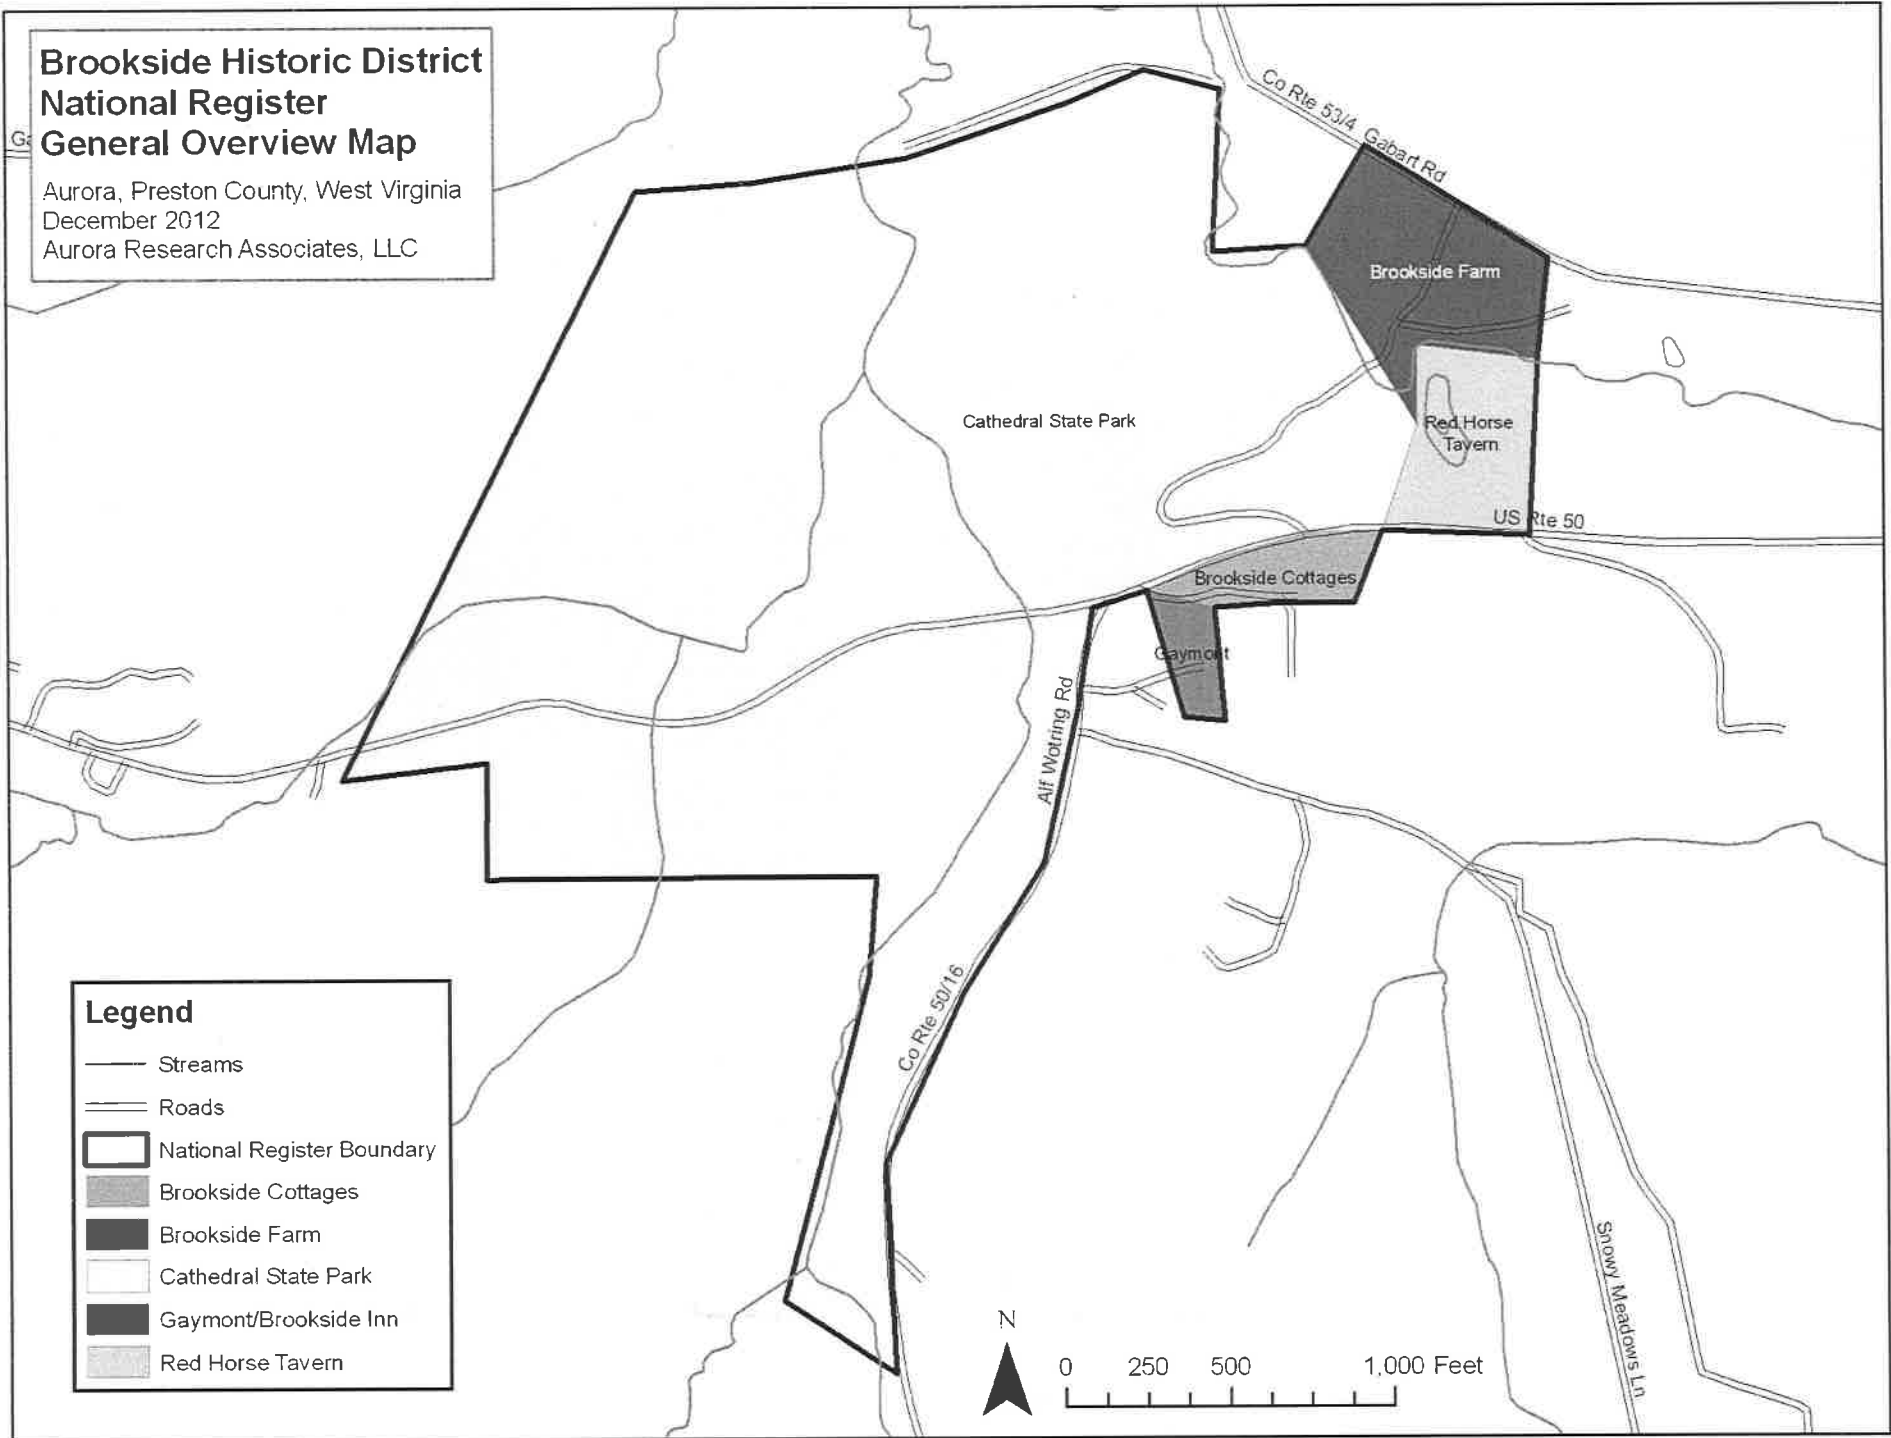 Brookside Historic District
National Register
General Overview Map
Aurora, Preston County, West Virginia
December 2012
Aurora Research Associates, LLC
Ga
Co Rte 53/4
Gabart Rd
Brookside Farm
Cathedral State Park
Red Horse
Tavern
US Rte 50
Brookside Cottages
Gaymont
Alf Wotring Rd
Co Rte 50/16
Snowy Meadows Ln
Legend
Streams
Roads
National Register Boundary
Brookside Cottages
Brookside Farm
Cathedral State Park
Gaymont/Brookside Inn
Red Horse Tavern
N
0 250 500 1,000 Feet